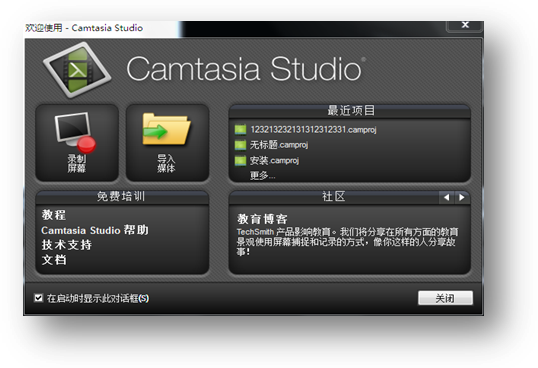 欢迎使用 - Camtasia Studio
Camtasia Studio®
录制
屏幕
导入
媒体
最近项目
123213232131312312331.camproj
无标题.camproj
安装.camproj
更多...
免费培训
教程
Camtasia Studio 帮助
技术支持
文档
社区
教育博客
TechSmith 产品影响教育。我们将分享在所有方面的教育
景观使用屏幕捕捉和记录的方式，像你这样的人分享故
事！
在启动时显示此对话框(S)
关闭